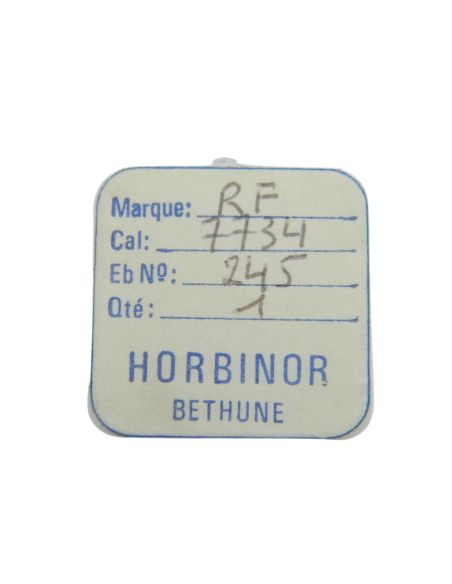 Marque: RF
Cal: 7734
Eb Nº: 245
Qté: 1
HORBINOR
BETHUNE